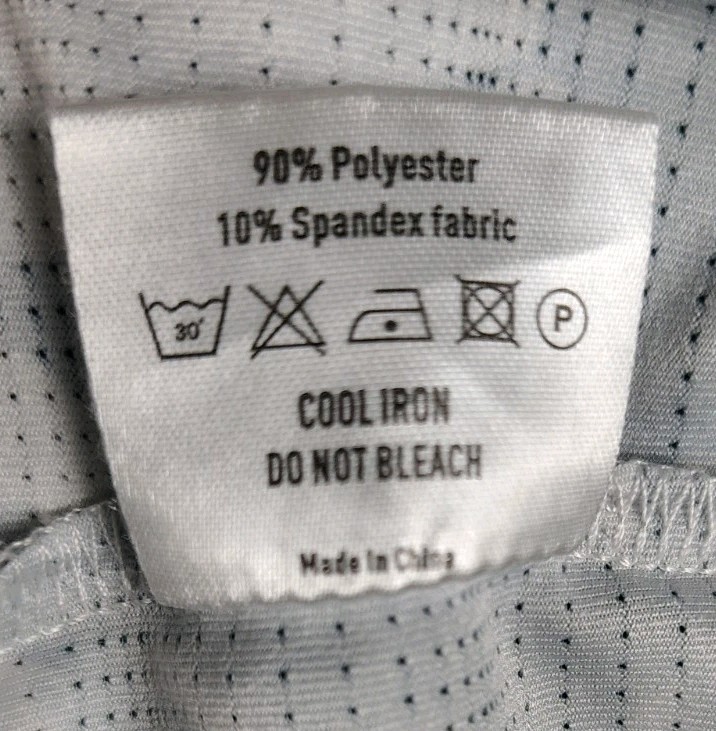 90% Polyester
10% Spandex fabric
30° P
COOL IRON
DO NOT BLEACH
Made In China